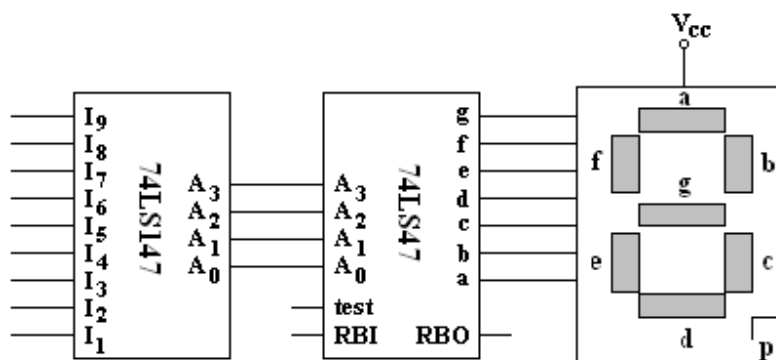 Vcc
I9
I8
I7
I6
I5
I4
I3
I2
I1
74LS147
A3
A2
A1
A0
A3
A2
A1
A0
test
RBI
74LS47
g
f
e
d
c
b
a
RBO
a
f
b
g
e
c
d
p